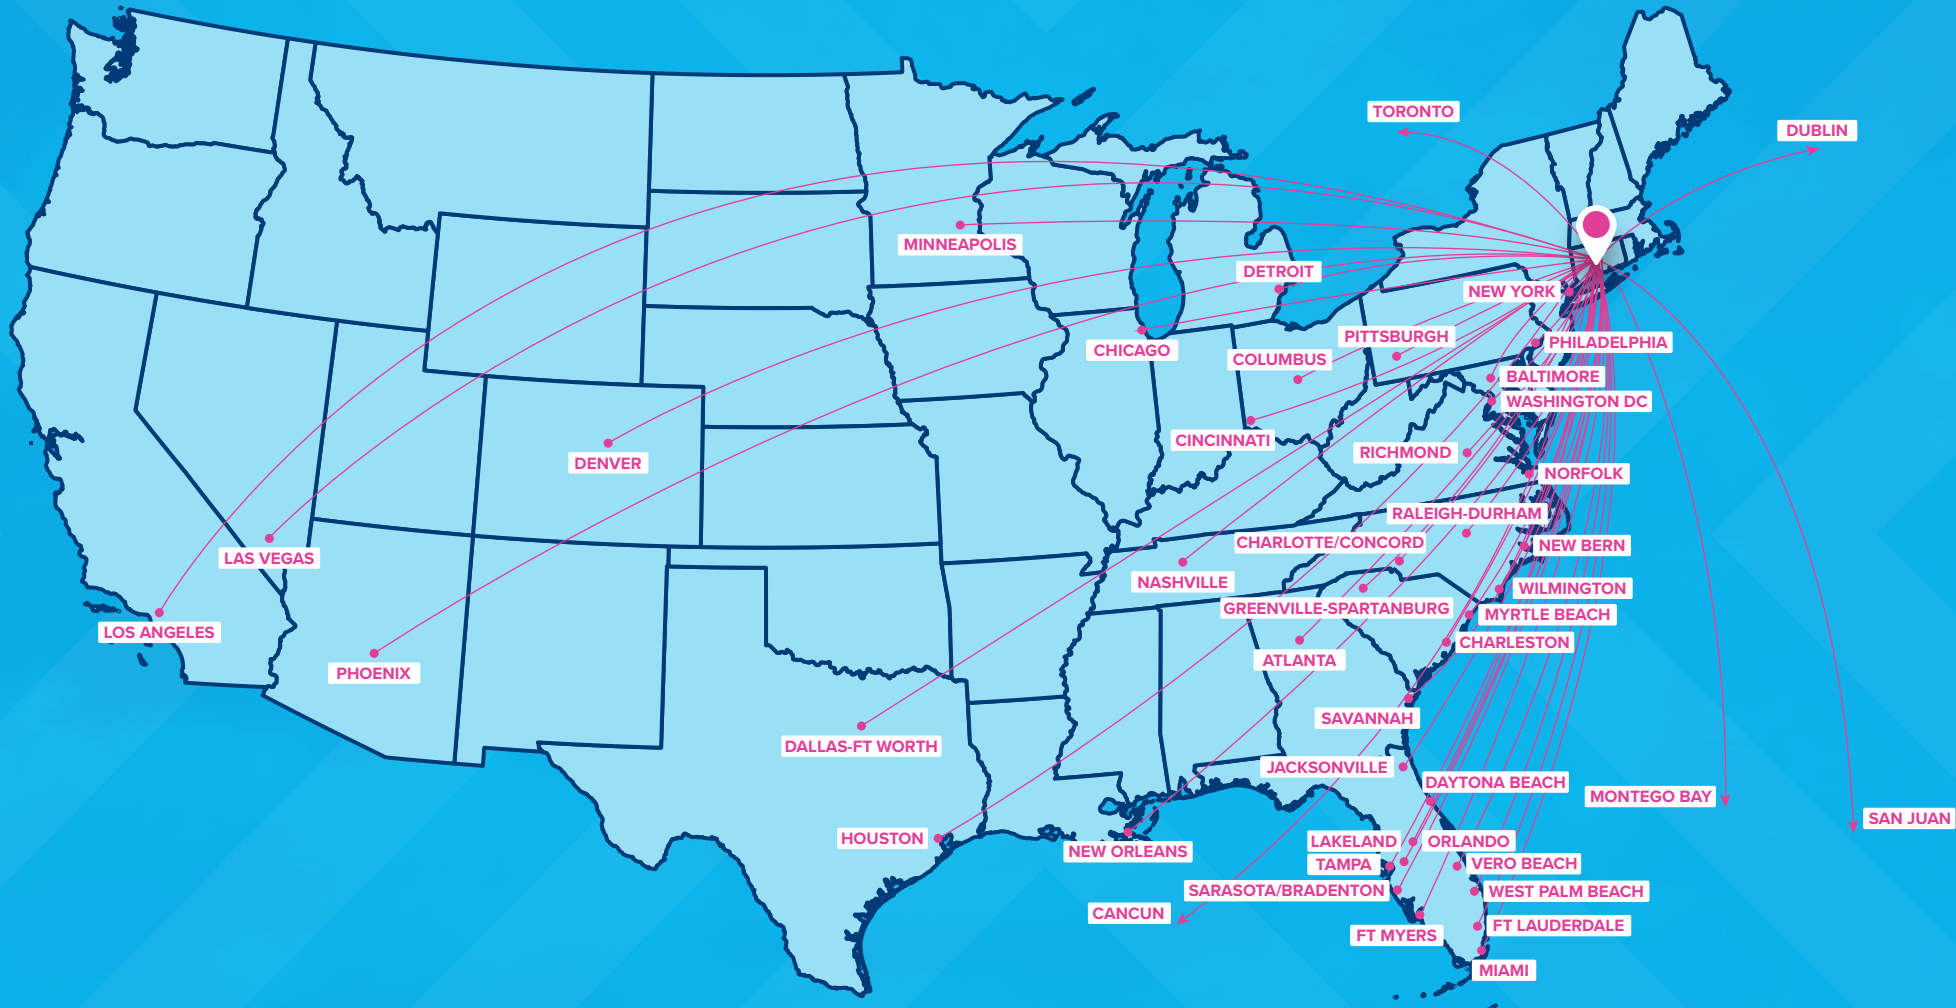 TORONTO
DUBLIN
MINNEAPOLIS
DETROIT
NEW YORK
PITTSBURGH
PHILADELPHIA
CHICAGO
COLUMBUS
BALTIMORE
WASHINGTON DC
CINCINNATI
RICHMOND
DENVER
NORFOLK
RALEIGH-DURHAM
CHARLOTTE/CONCORD
NEW BERN
LAS VEGAS
NASHVILLE
WILMINGTON
GREENVILLE-SPARTANBURG
MYRTLE BEACH
LOS ANGELES
CHARLESTON
ATLANTA
PHOENIX
SAVANNAH
DALLAS-FT WORTH
JACKSONVILLE
DAYTONA BEACH
MONTEGO BAY
SAN JUAN
HOUSTON
NEW ORLEANS
LAKELAND
ORLANDO
TAMPA
VERO BEACH
SARASOTA/BRADENTON
WEST PALM BEACH
CANCUN
FT LAUDERDALE
FT MYERS
MIAMI